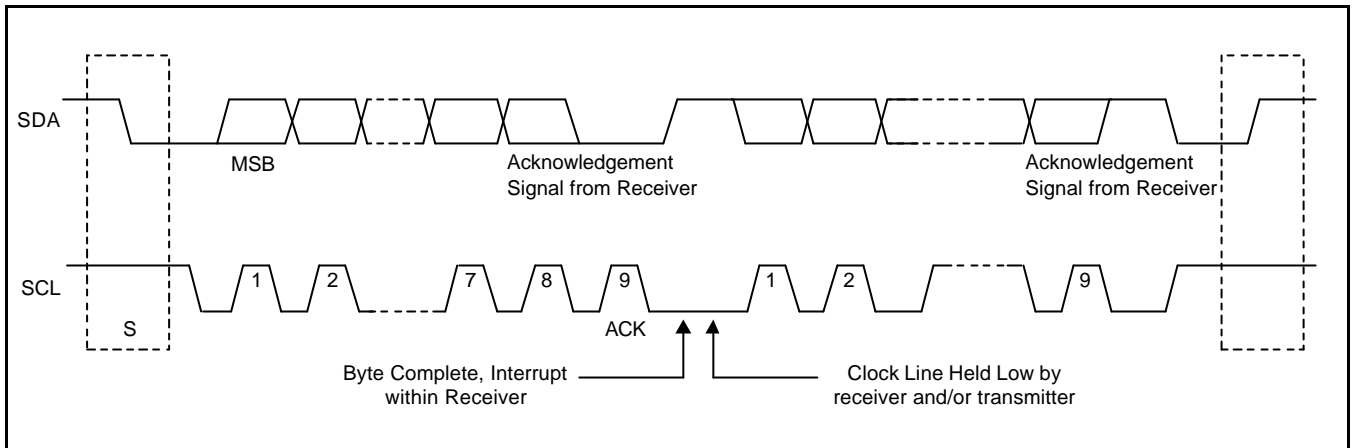 SDA
MSB
Acknowledgement
Signal from Receiver
Acknowledgement
Signal from Receiver
SCL
1
2
7
8
9
1
2
9
S
ACK
Byte Complete, Interrupt
within Receiver
Clock Line Held Low by
receiver and/or transmitter